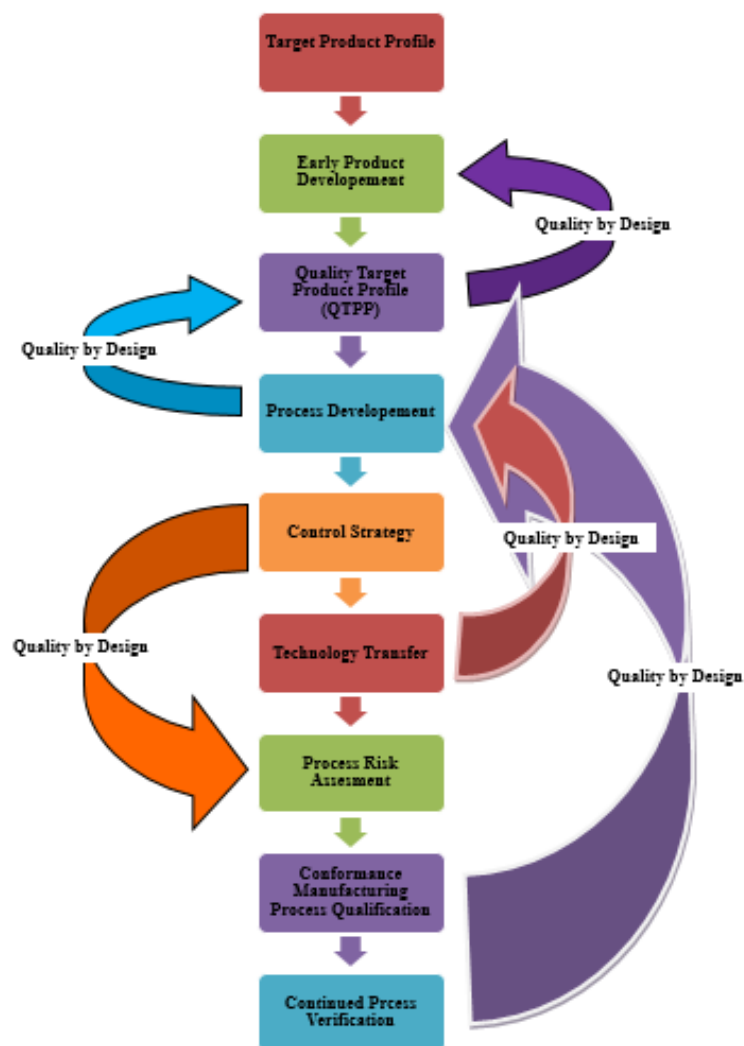 Target Product Profile
Early Product
Developement
Quality by Design
Quality Target
Product Profile
(QTPP)
Quality by Design
Process Developement
Control Strategy
Quality by Design
Technology Transfer
Quality by Design
Quality by Design
Process Risk
Assesment
Conformance
Manufacturing
Process Qualification
Continued Prcess
Verification